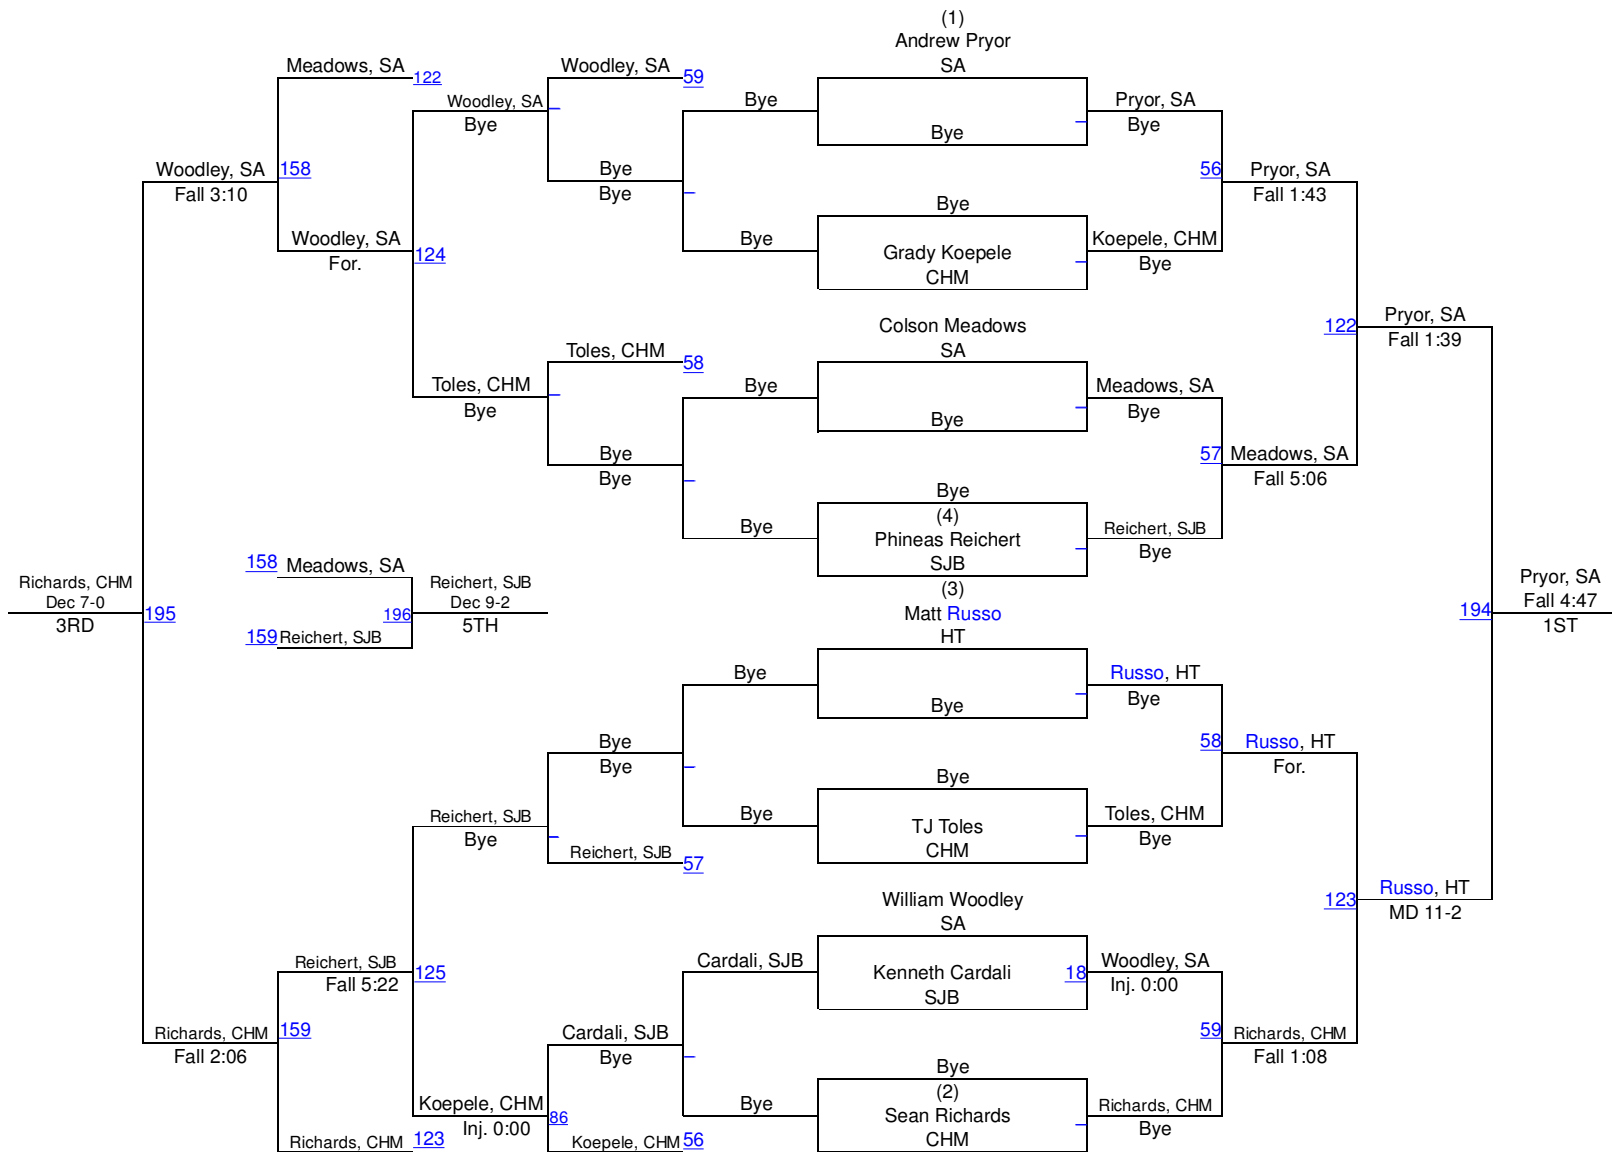 (1)
Andrew Pryor
SA
Meadows, SA 122
Woodley, SA 59
Woodley, SA
Bye
Bye
Bye
Pryor, SA
Bye
Woodley, SA
Fall 3:10
158
Bye
Bye
56
Pryor, SA
Fall 1:43
Bye
Woodley, SA
For.
124
Bye
Grady Koepele
CHM
Koepele, CHM
Bye
Colson Meadows
SA
122
Pryor, SA
Fall 1:39
Toles, CHM 58
Toles, CHM
Bye
Bye
Bye
Meadows, SA
Bye
Bye
Bye
57
Meadows, SA
Fall 5:06
Bye
(4)
Phineas Reichert
SJB
Bye
Reichert, SJB
Bye
158 Meadows, SA
Richards, CHM
Dec 7-0
3RD
195
196
Reichert, SJB
Dec 9-2
5TH
159 Reichert, SJB
(3)
Matt Russo
HT
194
Pryor, SA
Fall 4:47
1ST
Bye
Bye
Russo, HT
Bye
Bye
Bye
58
Russo, HT
For.
Bye
Reichert, SJB
Bye
Bye
TJ Toles
CHM
Toles, CHM
Bye
Reichert, SJB 57
William Woodley
SA
123
Russo, HT
MD 11-2
Reichert, SJB
Fall 5:22
125
Cardali, SJB
Kenneth Cardali
SJB
18
Woodley, SA
Inj. 0:00
Richards, CHM
Fall 2:06
159
Cardali, SJB
Bye
59
Richards, CHM
Fall 1:08
Bye
(2)
Sean Richards
CHM
Koepele, CHM
Inj. 0:00
86
Bye
Richards, CHM
Bye
Richards, CHM 123
Koepele, CHM 56